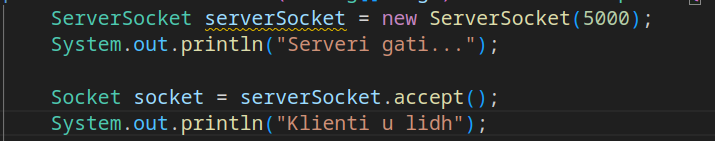 ServerSocket serverSocket = new ServerSocket(5000);
System.out.println("Serveri gati...");
Socket socket = serverSocket.accept();
System.out.println("Klienti u lidh");